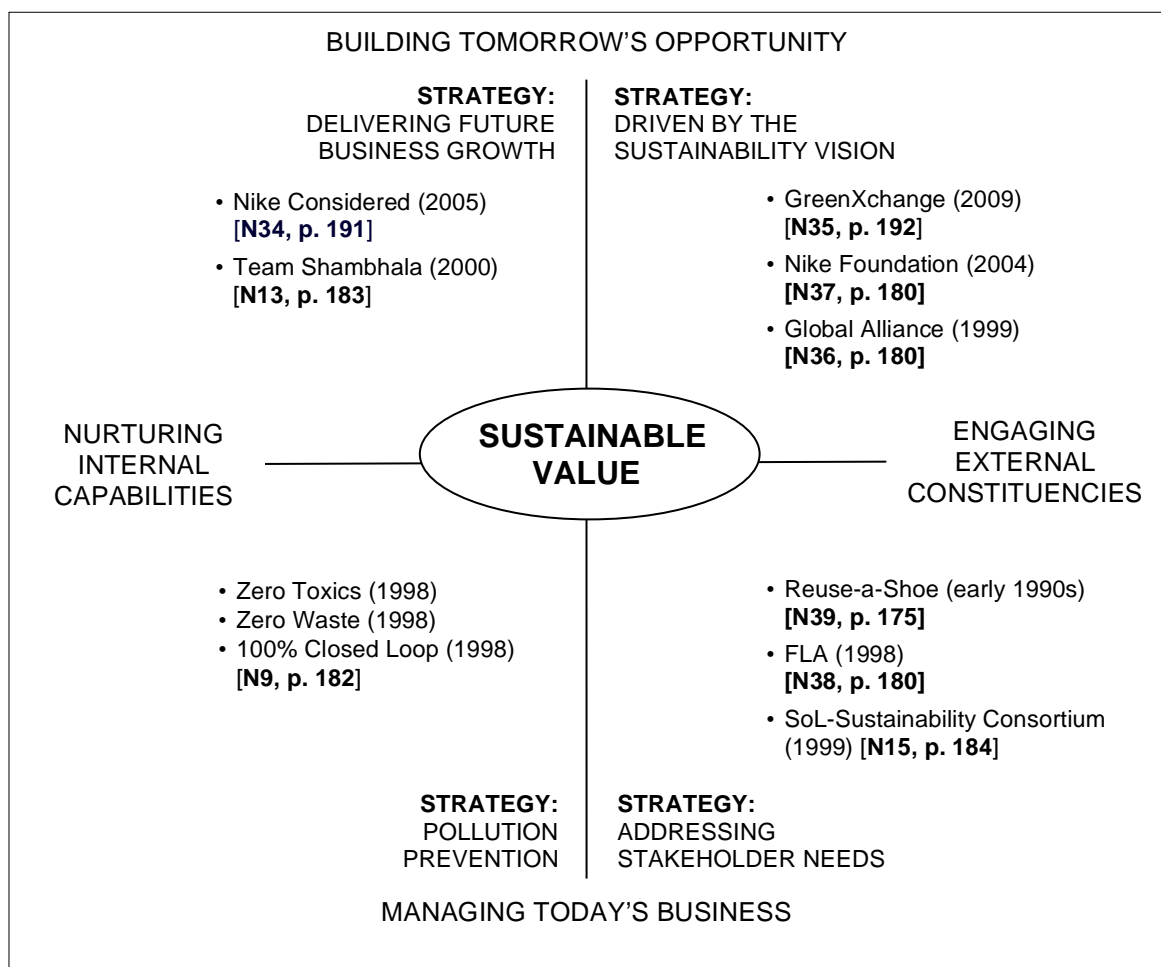 BUILDING TOMORROW'S OPPORTUNITY
STRATEGY:
DELIVERING FUTURE
BUSINESS GROWTH
STRATEGY:
DRIVEN BY THE
SUSTAINABILITY VISION
• Nike Considered (2005)
[N34, p. 191]
• Team Shambhala (2000)
[N13, p. 183]
• GreenXchange (2009)
[N35, p. 192]
• Nike Foundation (2004)
[N37, p. 180]
• Global Alliance (1999)
[N36, p. 180]
NURTURING
INTERNAL
CAPABILITIES
SUSTAINABLE
VALUE
ENGAGING
EXTERNAL
CONSTITUENCIES
• Zero Toxics (1998)
• Zero Waste (1998)
• 100% Closed Loop (1998)
[N9, p. 182]
• Reuse-a-Shoe (early 1990s)
[N39, p. 175]
• FLA (1998)
[N38, p. 180]
• SoL-Sustainability Consortium
(1999) [N15, p. 184]
STRATEGY:
POLLUTION
PREVENTION
STRATEGY:
ADDRESSING
STAKEHOLDER NEEDS
MANAGING TODAY'S BUSINESS